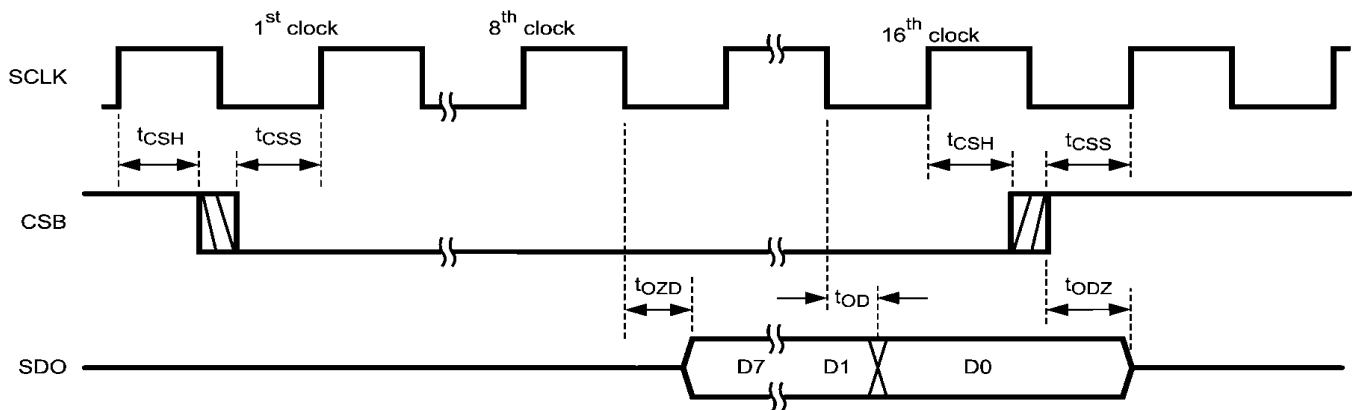 1st clock
8th clock
16th clock
SCLK
tCSH
tCSS
tCSH
tCSS
CSB
tOZD
tOD
tODZ
SDO
D7
D1
D0